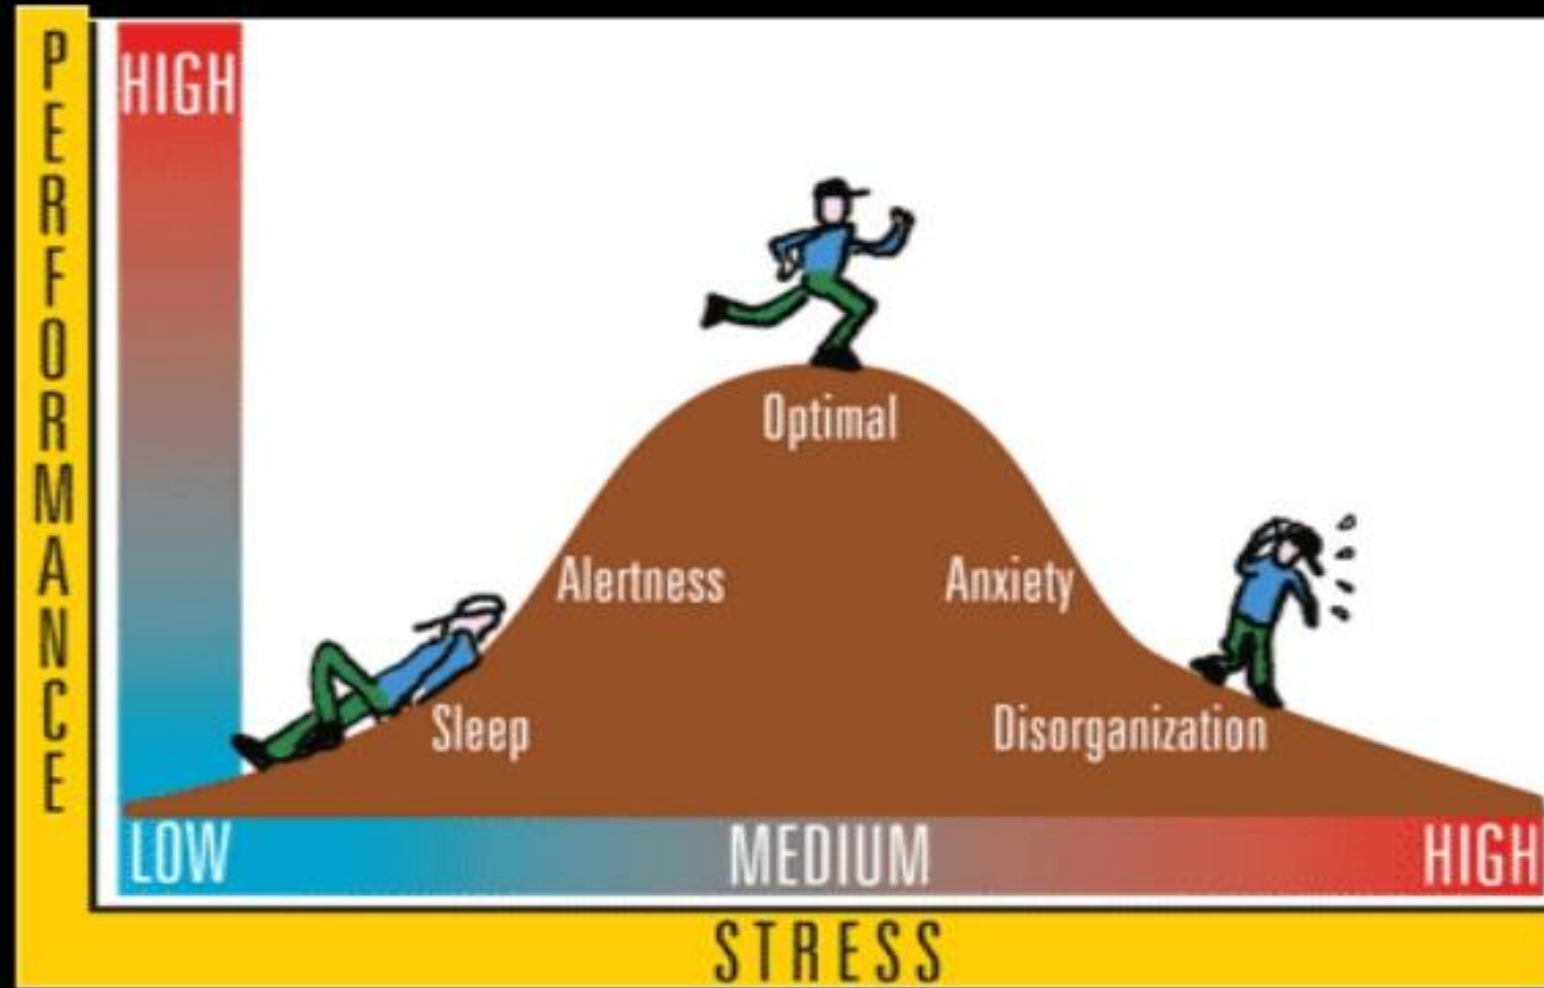 PERFORMANCE
HIGH
Optimal
Alertness
Anxiety
Sleep
Disorganization
LOW
MEDIUM
HIGH
STRESS